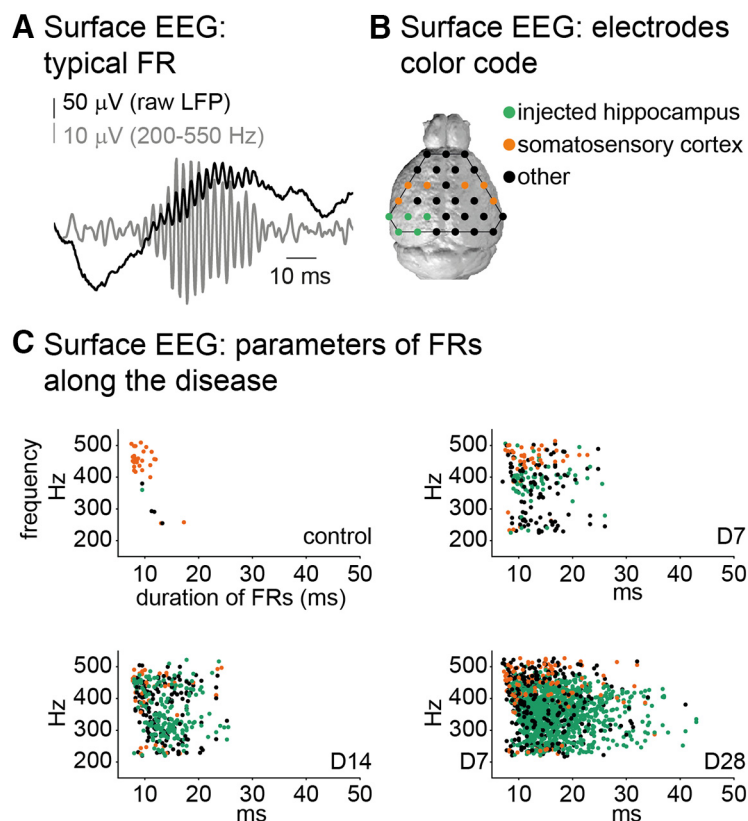 A Surface EEG:
typical FR
50 µV (raw LFP)
10 µV (200-550 Hz)
10 ms
B Surface EEG: electrodes
color code
injected hippocampus
somatosensory cortex
other
C Surface EEG: parameters of FRs
along the disease
frequency
Hz
500
400
300
200
control
10 20 30 40 50
duration of FRs (ms)
Hz
500
400
300
200
D7
10 20 30 40 50
ms
Hz
500
400
300
200
D14
10 20 30 40 50
ms
Hz
500
400
300
D7 200
D28
10 20 30 40 50
ms